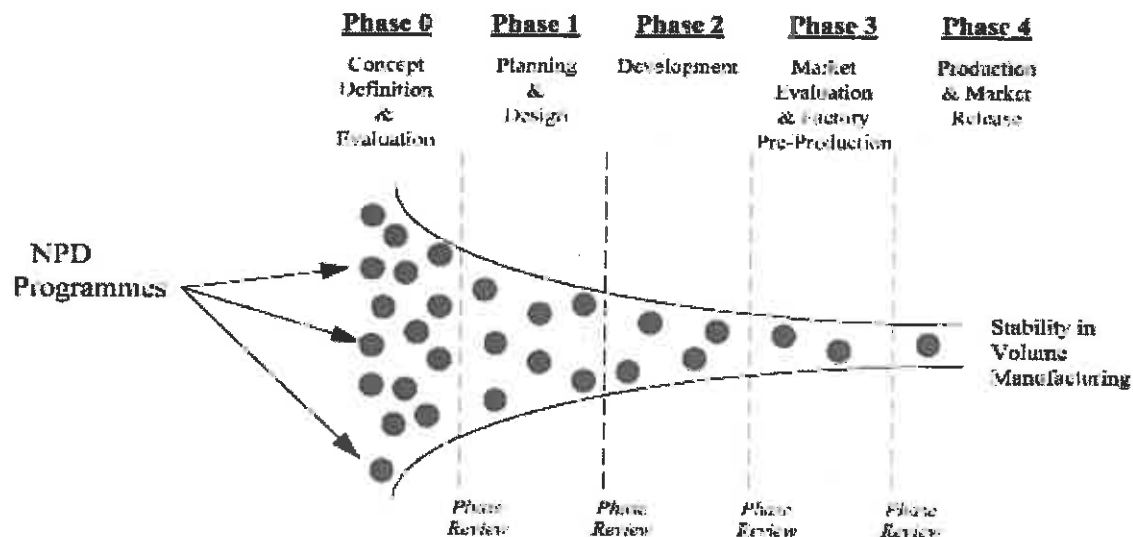 Phase 0
Concept
Definition
&
Evaluation
Phase 1
Planning
&
Design
Phase 2
Development
Phase 3
Market
Evaluation
& Factory
Pre-Production
Phase 4
Production
& Market
Release
NPD
Programmes
Stability in
Volume
Manufacturing
Phase
Review
Phase
Review
Phase
Review
Phase
Review